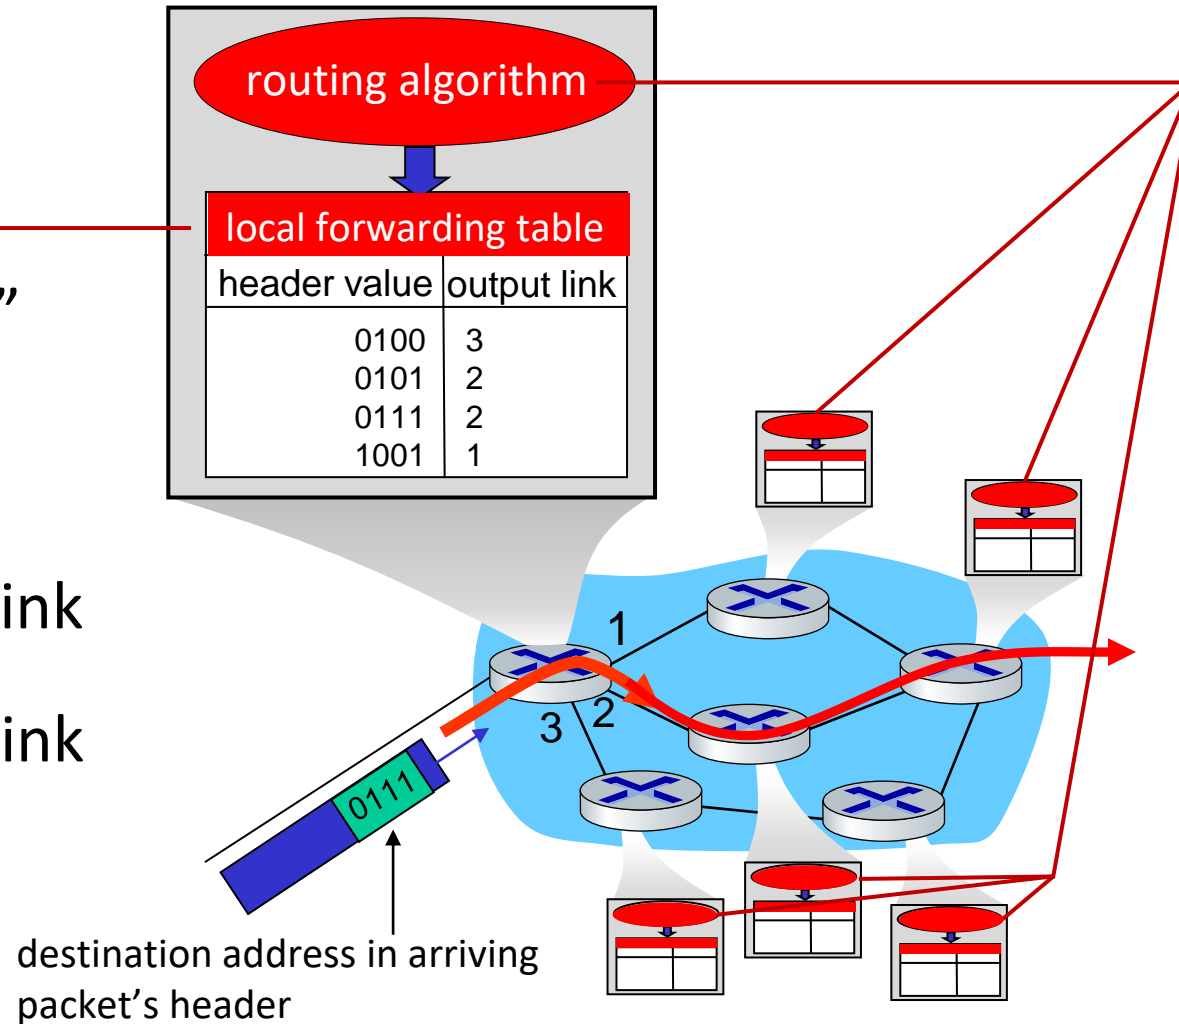 routing algorithm
local forwarding table
header value output link
0100 3
0101 2
0111 2
1001 1
”
ink
ink
1
2
3
0111
destination address in arriving
packet’s header